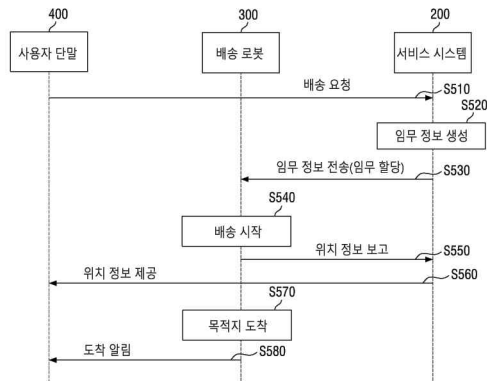 400 300 200
사용자 단말 배송 로봇 서비스 시스템
배송 요청 S510
S520
임무 정보 생성
임무 정보 전송(임무 할당) S530
S540
배송 시작
위치 정보 보고 S550
위치 정보 제공 S560
S570
목적지 도착
도착 알림 S580